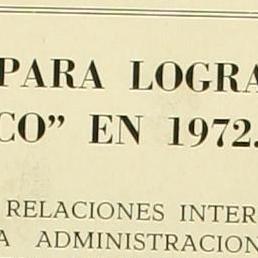 PARA LOGRA
CO” EN 1972.
RELACIONES INTER
A ADMINISTRACION